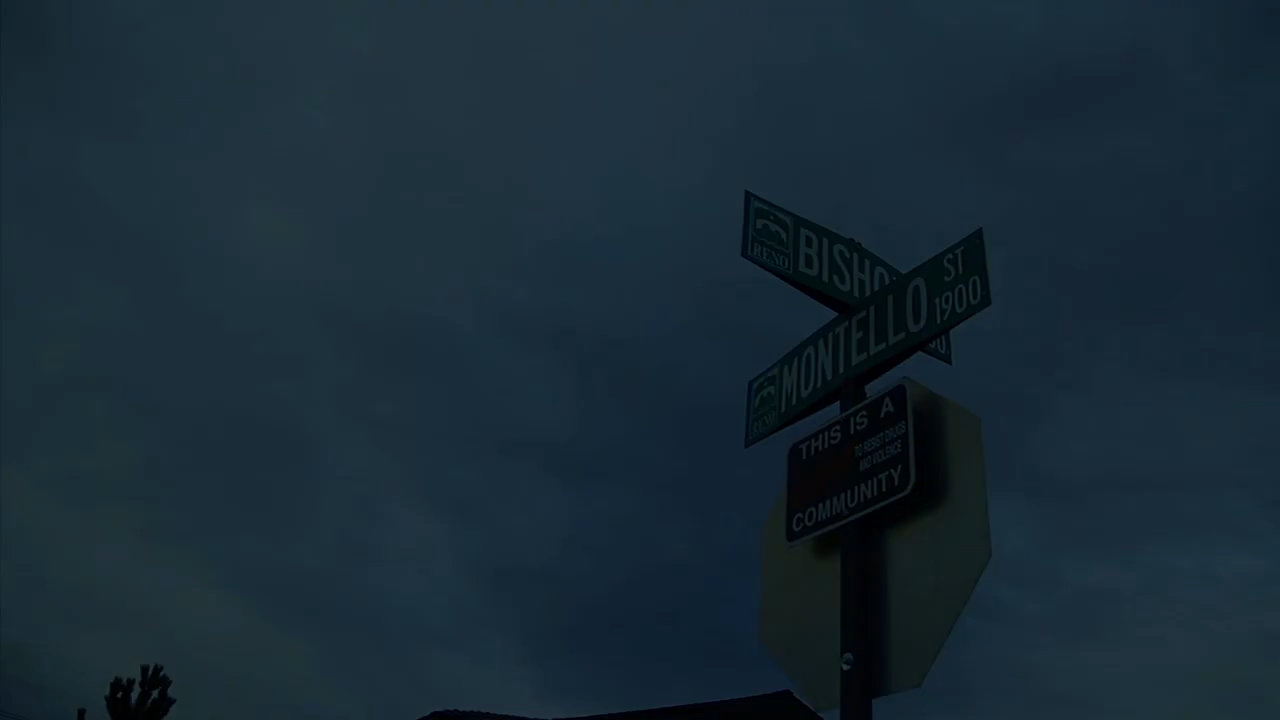 RENO BISHO
MONTELLO ST 1900
RENO
THIS IS A
TO RESIST DRUGS
AND VIOLENCE
COMMUNITY